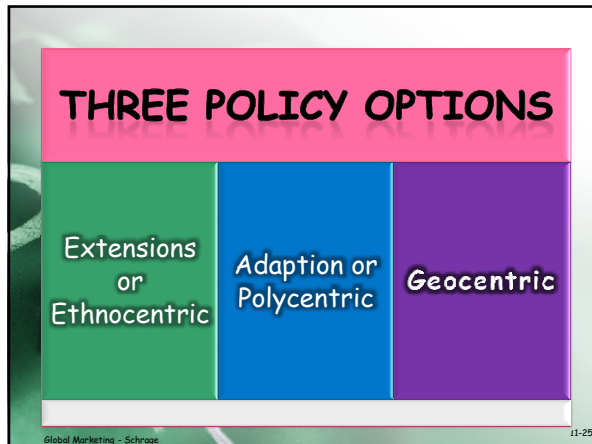 THREE POLICY OPTIONS
Extensions
or
Ethnocentric
Adaption or
Polycentric
Geocentric
Global Marketing - Schrage
11-25